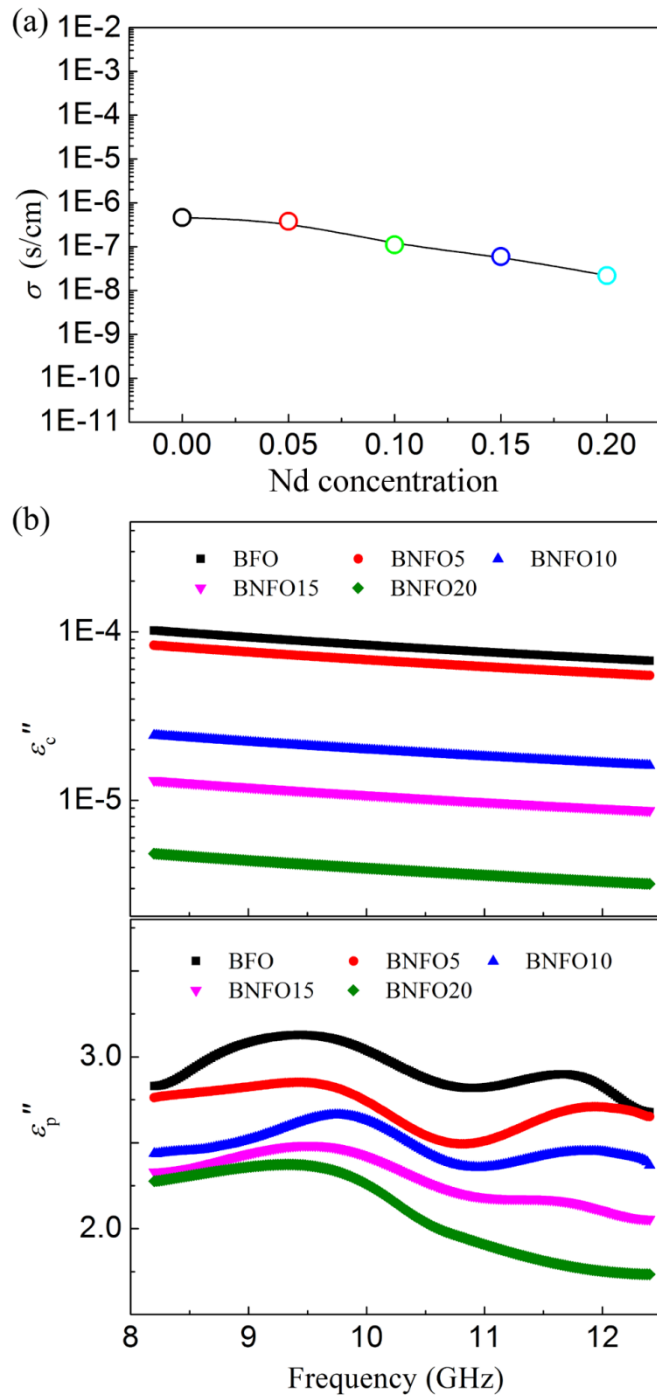 (a)
1E-2
1E-3
1E-4
1E-5
1E-6
1E-7
1E-8
1E-9
1E-10
1E-11
σ (s/cm)
0.00 0.05 0.10 0.15 0.20
Nd concentration
(b)
BFO BNFO5 BNFO10
BNFO15 BNFO20
1E-4
1E-5
εc''
BFO BNFO5 BNFO10
BNFO15 BNFO20
3.0
2.0
εp''
8 9 10 11 12
Frequency (GHz)